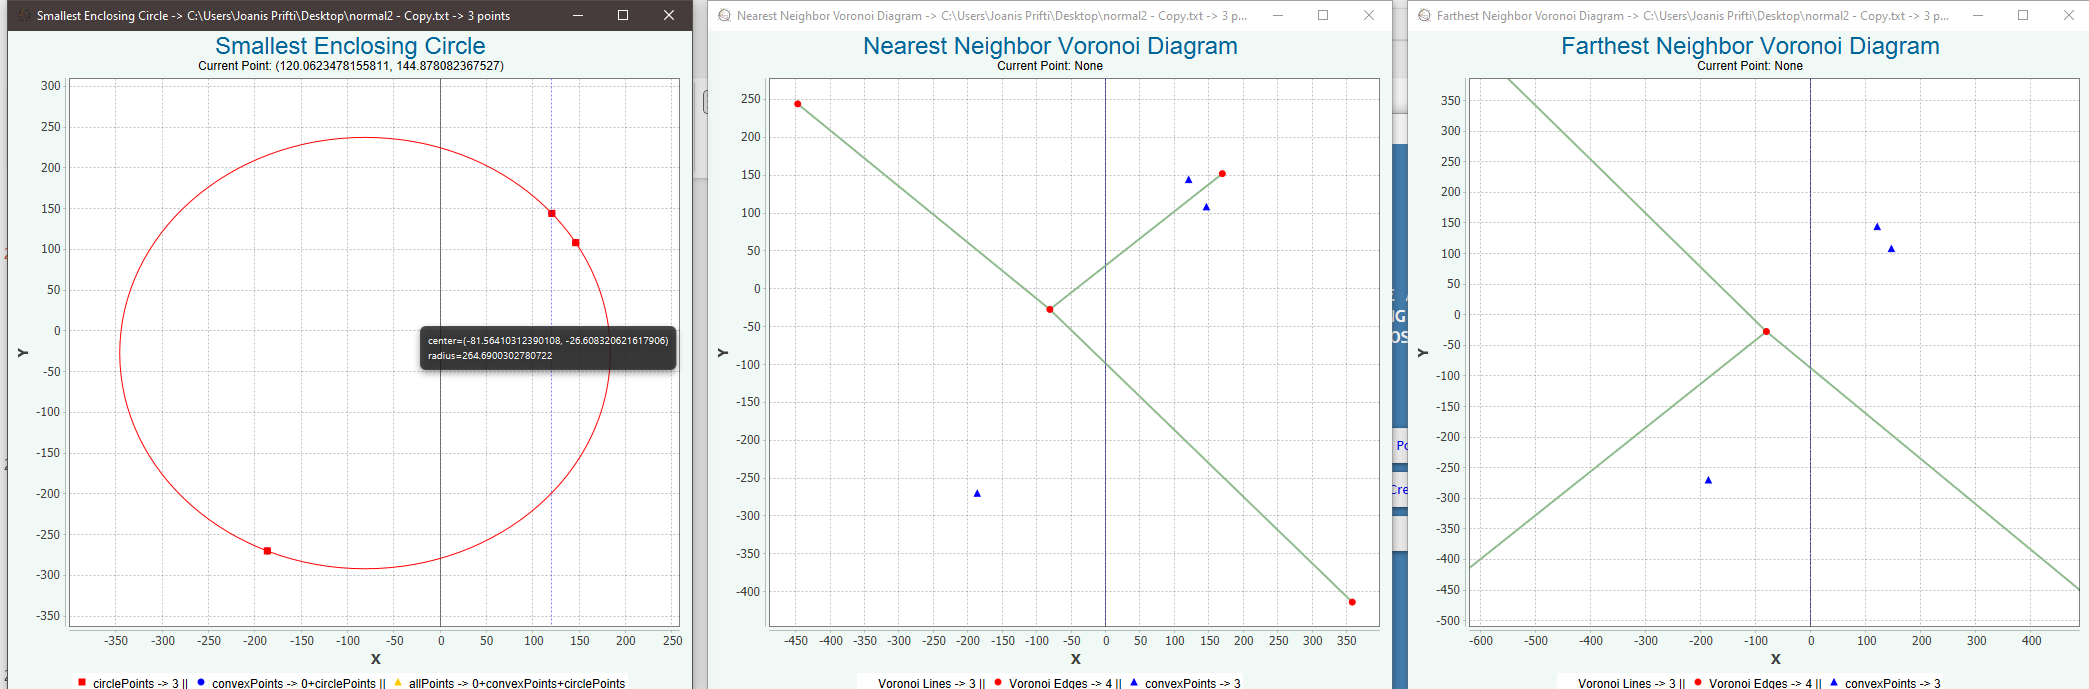 Smallest Enclosing Circle -> C:\Users\Joanis Prifti\Desktop\normal2 - Copy.txt -> 3 points
Smallest Enclosing Circle
Current Point: (120.0623478155811, 144.878082367527)
300
250
200
150
100
50
0
-50
-100
-150
-200
-250
-300
-350
Y
center=(-81.56410312390108, -26.608320621617906)
radius=264.6900302780722
-350 -300 -250 -200 -150 -100 -50 0 50 100 150 200 250
X
circlePoints -> 3 || convexPoints -> 0+circlePoints || allPoints -> 0+convexPoints+circlePoints
Nearest Neighbor Voronoi Diagram -> C:\Users\Joanis Prifti\Desktop\normal2 - Copy.txt -> 3 p...
Nearest Neighbor Voronoi Diagram
Current Point: None
250
200
150
100
50
0
-50
-100
-150
-200
-250
-300
-350
-400
Y
-450 -400 -350 -300 -250 -200 -150 -100 -50 0 50 100 150 200 250 300 350
X
Voronoi Lines -> 3 || Voronoi Edges -> 4 || convexPoints -> 3
Po
Cre
Farthest Neighbor Voronoi Diagram -> C:\Users\Joanis Prifti\Desktop\normal2 - Copy.txt -> 3 p...
Farthest Neighbor Voronoi Diagram
Current Point: None
350
300
250
200
150
100
50
0
-50
-100
-150
-200
-250
-300
-350
-400
-450
-500
Y
-600 -500 -400 -300 -200 -100 0 100 200 300 400
X
Voronoi Lines -> 3 || Voronoi Edges -> 4 || convexPoints -> 3